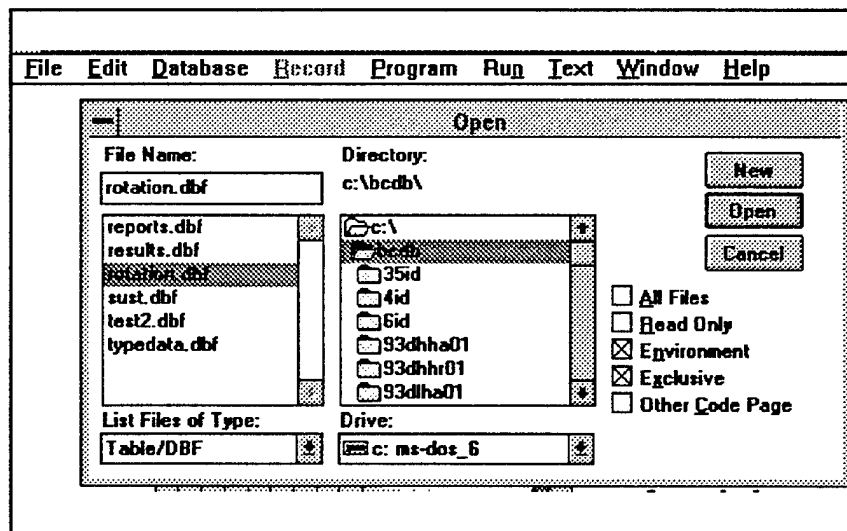 File Edit Database Record Program Run Text Window Help
Open
File Name:
rotation.dbf
reports.dbf
results.dbf
rotation.dbf
sust.dbf
test2.dbf
typedata.dbf
List Files of Type:
Table/DBF
Directory:
c:\bcdb\
c:\
bcdb
35id
4id
6id
93dhha01
93dhhr01
93dlha01
Drive:
c: ms-dos_6
New
Open
Cancel
All Files
Read Only
Environment
Exclusive
Other Code Page